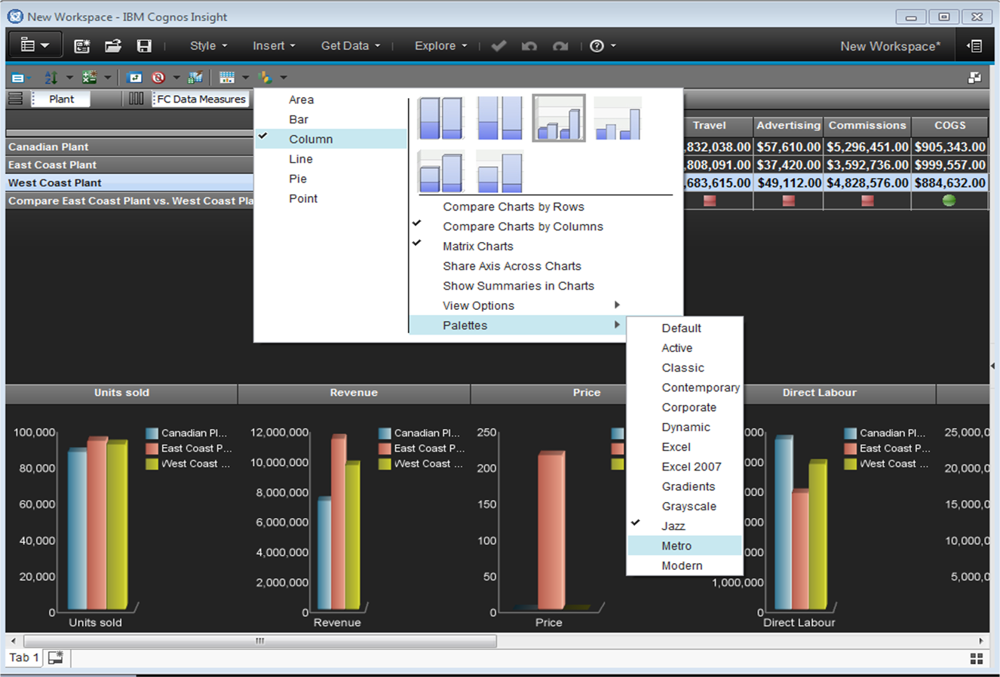 New Workspace - IBM Cognos Insight
Style Insert Get Data Explore New Workspace*
Plant FC Data Measures
Travel Advertising Commissions COGS
Canadian Plant ,832,038.00 $57,610.00 $5,296,451.00 $905,343.00
East Coast Plant ,808,091.00 $37,420.00 $3,592,736.00 $999,557.00
West Coast Plant ,683,615.00 $49,112.00 $4,828,576.00 $884,632.00
Compare East Coast Plant vs. West Coast Pla
Area
Bar
Column
Line
Pie
Point
Compare Charts by Rows
Compare Charts by Columns
Matrix Charts
Share Axis Across Charts
Show Summaries in Charts
View Options
Palettes
Default
Active
Classic
Contemporary
Corporate
Dynamic
Excel
Excel 2007
Gradients
Grayscale
Jazz
Metro
Modern
Units sold Revenue Price Direct Labour
100,000
80,000
60,000
40,000
20,000
0
Units sold
Canadian Pl...
East Coast P...
West Coast ...
12,000,000
10,000,000
8,000,000
6,000,000
4,000,000
2,000,000
0
Revenue
Canadian Pl...
East Coast P...
West Coast ...
250
200
150
100
50
0
Price
000
000
000
000
1,000,000
0
Direct Labour
Canadian Pl...
East Coast P...
West Coast ...
25,000,0
20,000,0
15,000,0
10,000,0
5,000,0
Tab 1